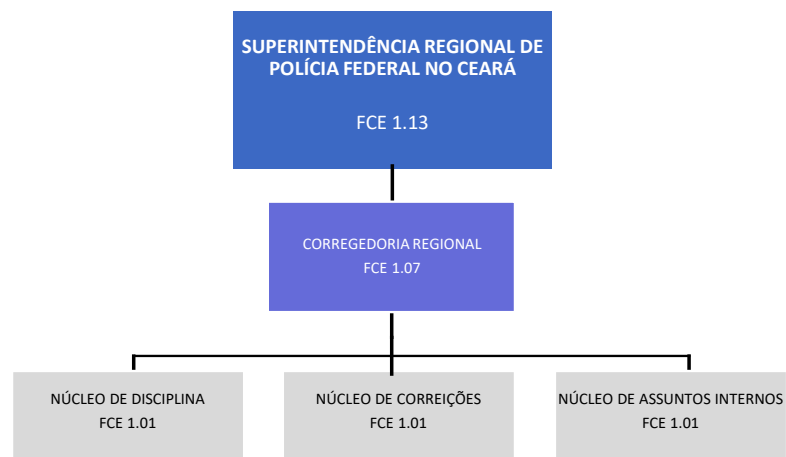 SUPERINTENDÊNCIA REGIONAL DE
POLÍCIA FEDERAL NO CEARÁ
FCE 1.13
CORREGEDORIA REGIONAL
FCE 1.07
NÚCLEO DE DISCIPLINA
FCE 1.01
NÚCLEO DE CORREIÇÕES
FCE 1.01
NÚCLEO DE ASSUNTOS INTERNOS
FCE 1.01